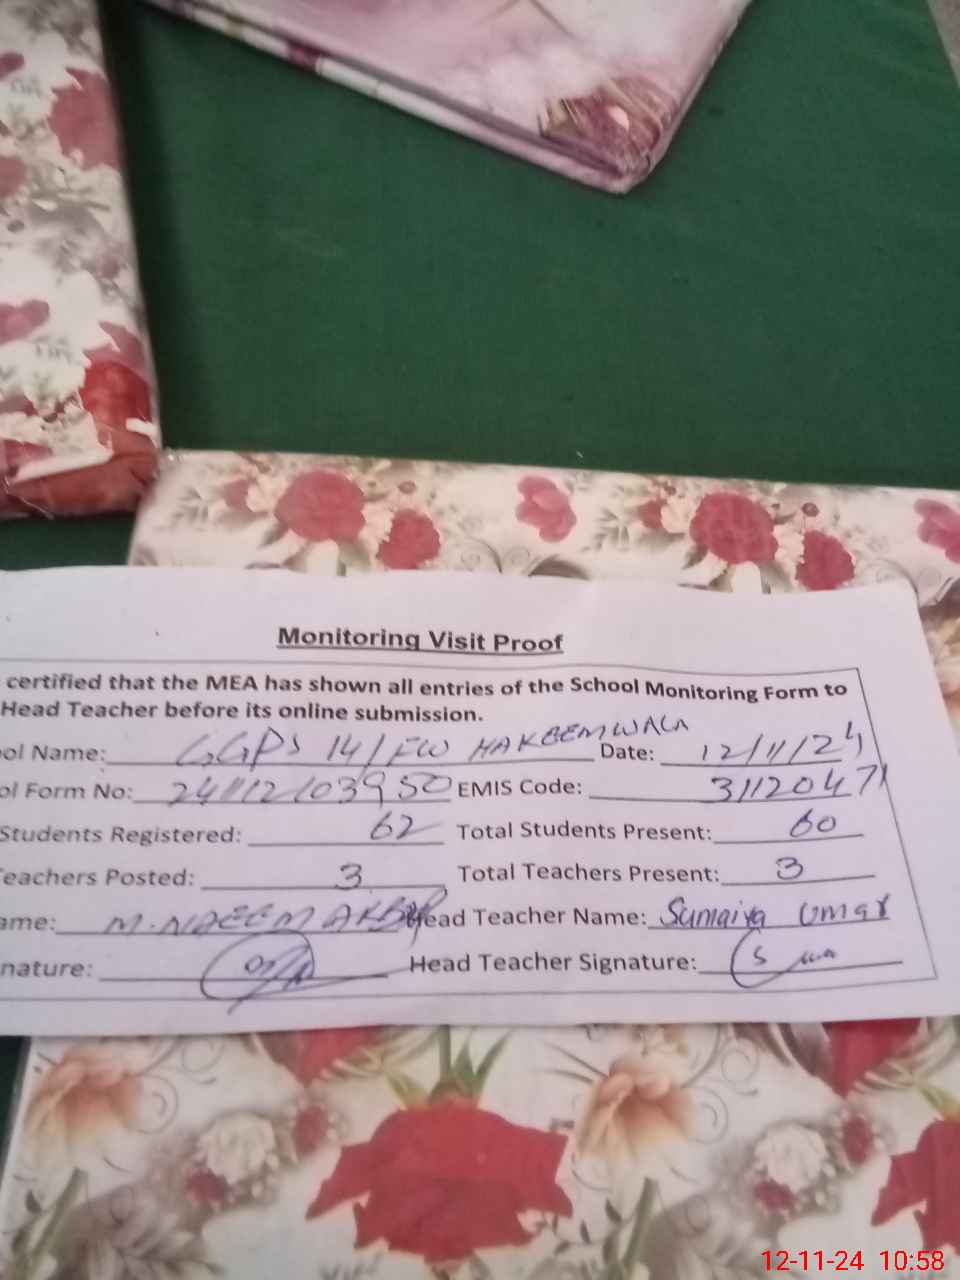 Monitoring Visit Proof
certified that the MEA has shown all entries of the School Monitoring Form to
Head Teacher before its online submission.
ool Name: GGPS 14/FW HAKEEMWALA Date: 12/11/24
ol Form No: 24111210 3950 EMIS Code: 31120471
Students Registered: 62 Total Students Present: 60
eachers Posted: 3 Total Teachers Present: 3
ame: M. NAEEM AKBAR Head Teacher Name: Sumaiya Umar
nature: Head Teacher Signature:
12-11-24 10:58